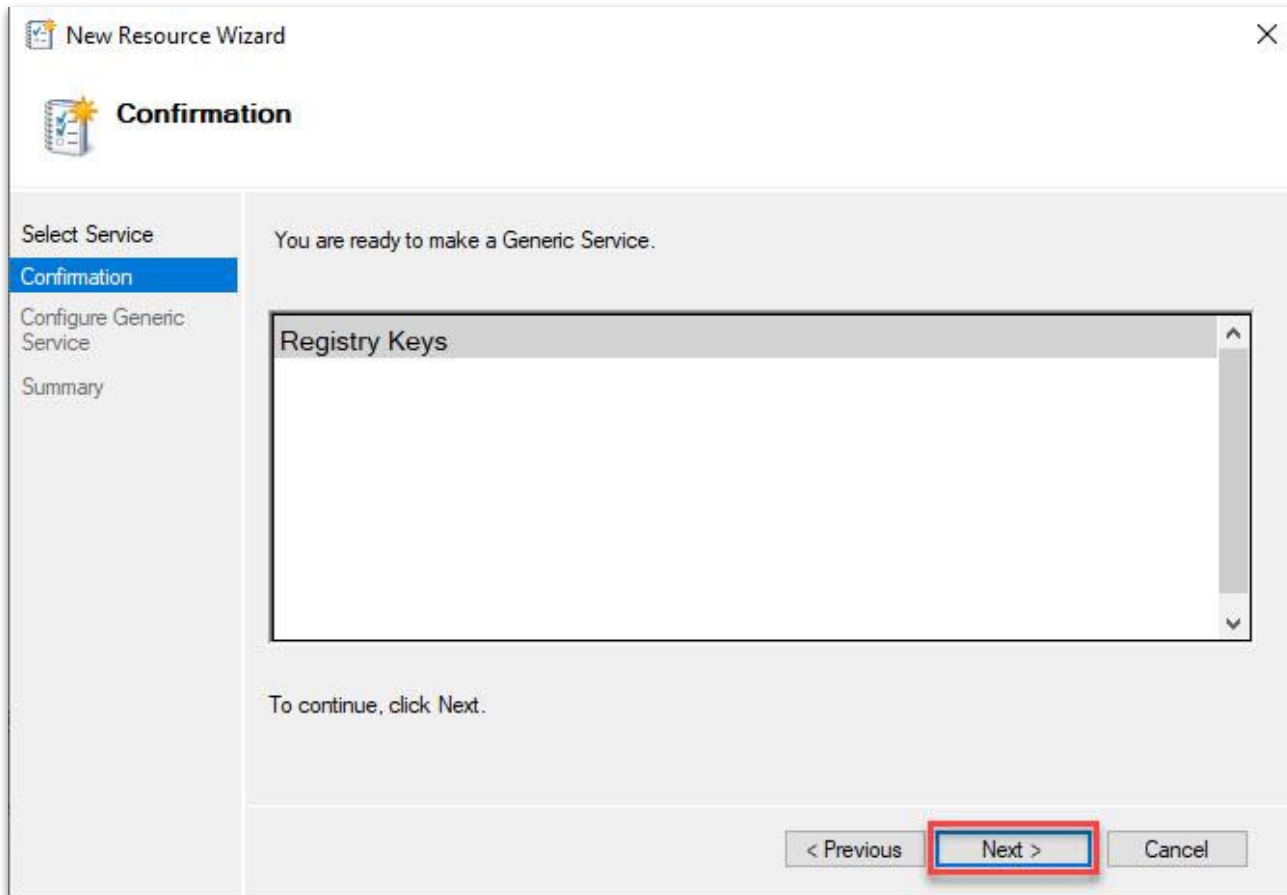 New Resource Wizard
Confirmation
Select Service
Confirmation
Configure Generic
Service
Summary
You are ready to make a Generic Service.
Registry Keys
To continue, click Next.
< Previous
Next >
Cancel